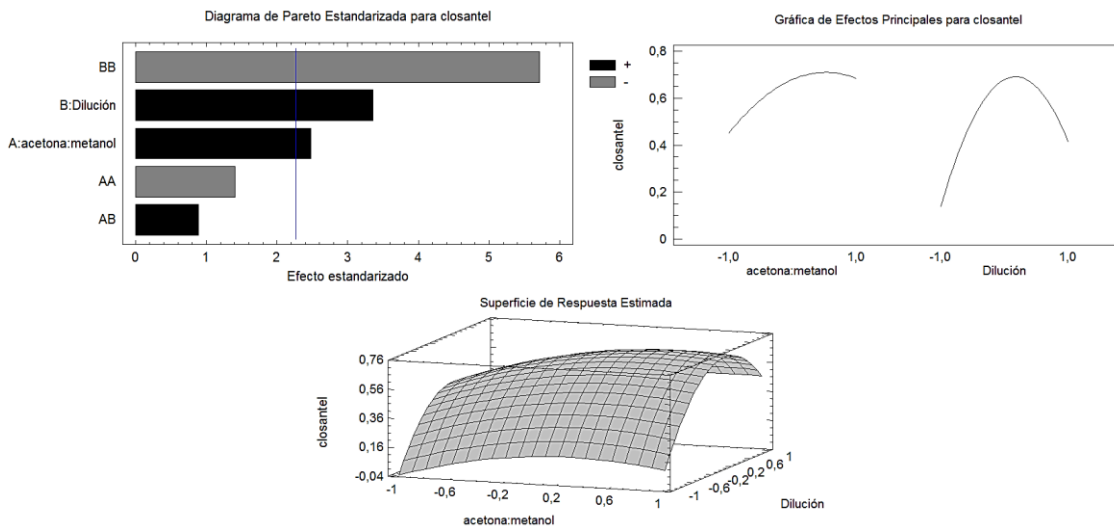 Diagrama de Pareto Estandarizada para closantel
BB
B:Dilución
A:acetona:metanol
AA
AB
0 1 2 3 4 5 6
Efecto estandarizado
+
-
Gráfica de Efectos Principales para closantel
0,8
0,6
0,4
0,2
0
closantel
-1,0 1,0 -1,0 1,0
acetona:metanol Dilución
Superficie de Respuesta Estimada
0,76
0,56
0,36
0,16
-0,04
closantel
-1 -0,6 -0,2 0,2 0,6 1
acetona:metanol
-1 -0,6 -0,2 0,2 0,6 1
Dilución